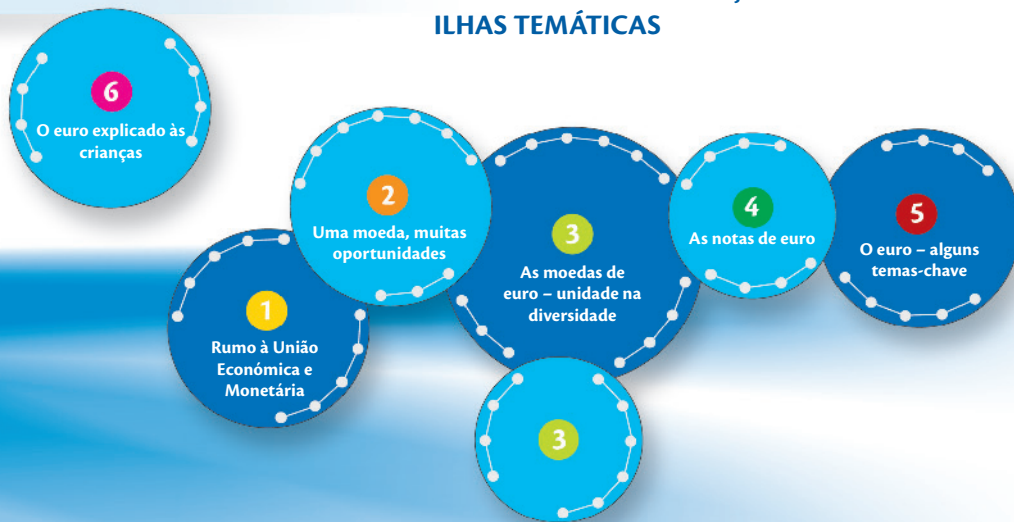 ILHAS TEMÁTICAS
6
O euro explicado às
crianças
2
Uma moeda, muitas
oportunidades
3
As moedas de
euro – unidade na
diversidade
4
As notas de euro
5
O euro – alguns
temas-chave
1
Rumo à União
Económica e
Monetária
3